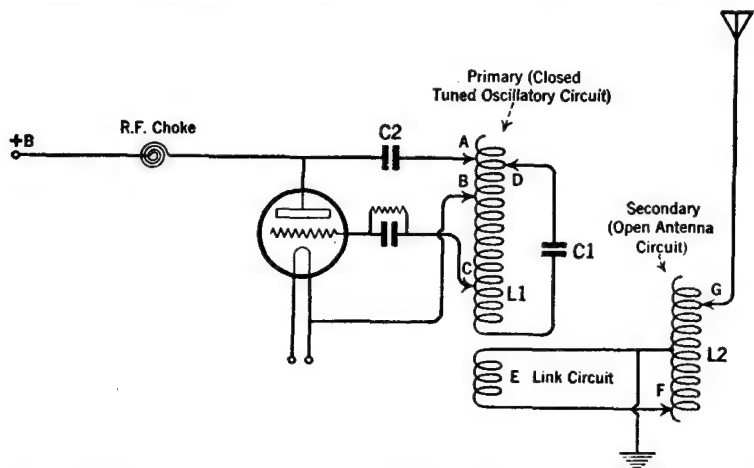 Primary (Closed
Tuned Oscillatory Circuit)
R.F. Choke
C2
+B
A
B
D
Secondary
(Open Antenna
Circuit)
C1
C
G
L1
L2
E Link Circuit
F